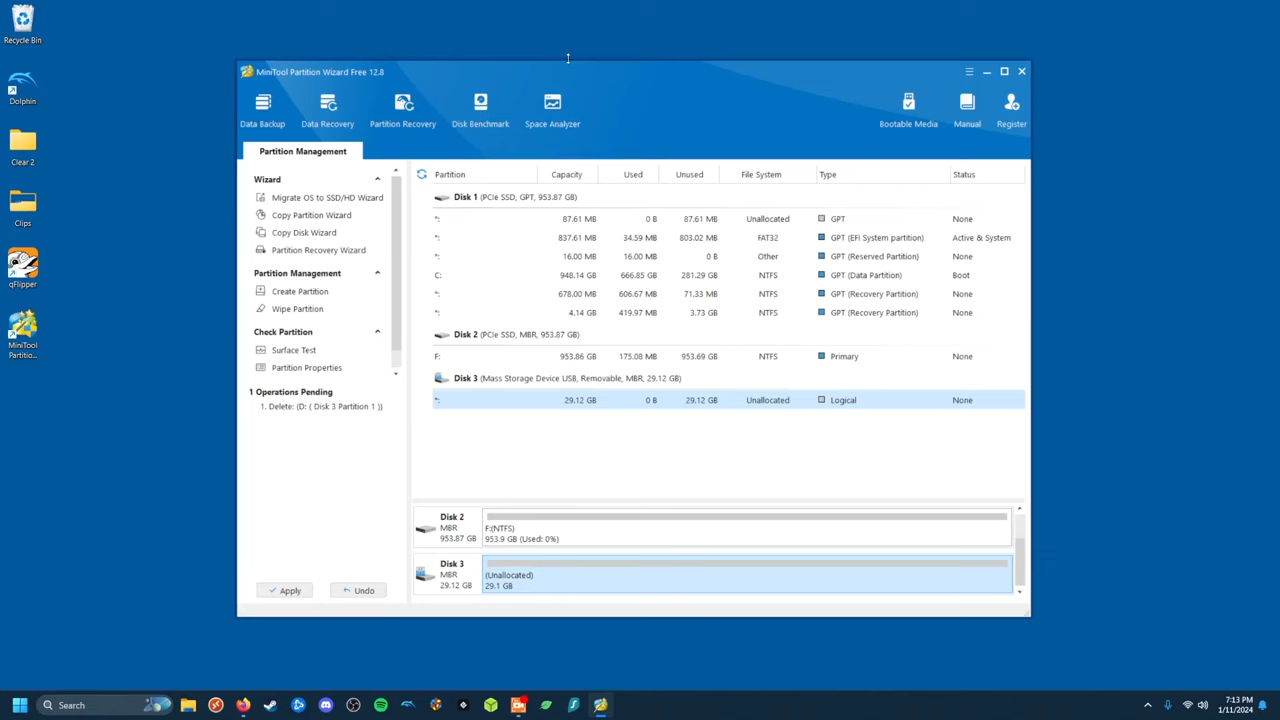 Recycle Bin
Dolphin
Clear 2
Clips
qFlipper
MiniTool
Partitio...
MiniTool Partition Wizard Free 12.8
Data Backup Data Recovery Partition Recovery Disk Benchmark Space Analyzer Bootable Media Manual Register
Partition Management
Wizard
Migrate OS to SSD/HD Wizard
Copy Partition Wizard
Copy Disk Wizard
Partition Recovery Wizard
Partition Management
Create Partition
Wipe Partition
Check Partition
Surface Test
Partition Properties
1 Operations Pending
1. Delete: (D: ( Disk 3 Partition 1 ))
Apply Undo
Partition Capacity Used Unused File System Type Status
Disk 1 (PCIe SSD, GPT, 953.87 GB)
*: 87.61 MB 0 B 87.61 MB Unallocated GPT None
*: 837.61 MB 34.59 MB 803.02 MB FAT32 GPT (EFI System partition) Active & System
*: 16.00 MB 16.00 MB 0 B Other GPT (Reserved Partition) None
C: 948.14 GB 666.85 GB 281.29 GB NTFS GPT (Data Partition) Boot
*: 678.00 MB 606.67 MB 71.33 MB NTFS GPT (Recovery Partition) None
*: 4.14 GB 419.97 MB 3.73 GB NTFS GPT (Recovery Partition) None
Disk 2 (PCIe SSD, MBR, 953.87 GB)
F: 953.86 GB 175.08 MB 953.69 GB NTFS Primary None
Disk 3 (Mass Storage Device USB, Removable, MBR, 29.12 GB)
*: 29.12 GB 0 B 29.12 GB Unallocated Logical None
Disk 2
MBR
953.87 GB
F:(NTFS)
953.9 GB (Used: 0%)
Disk 3
MBR
29.12 GB
(Unallocated)
29.1 GB
Search
7:13 PM
1/11/2024